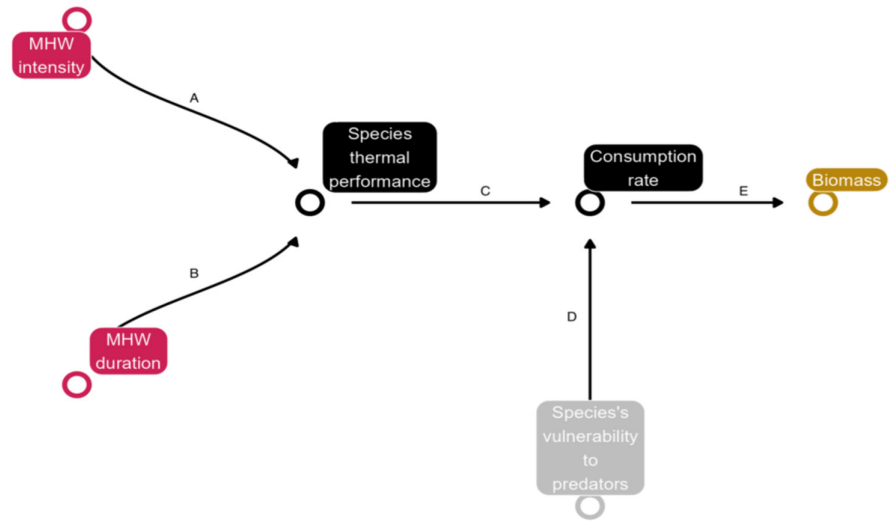 MHW
intensity
A
Species
thermal
performance
Consumption
rate
Biomass
C
E
B
D
MHW
duration
Species's
vulnerability
to
predators